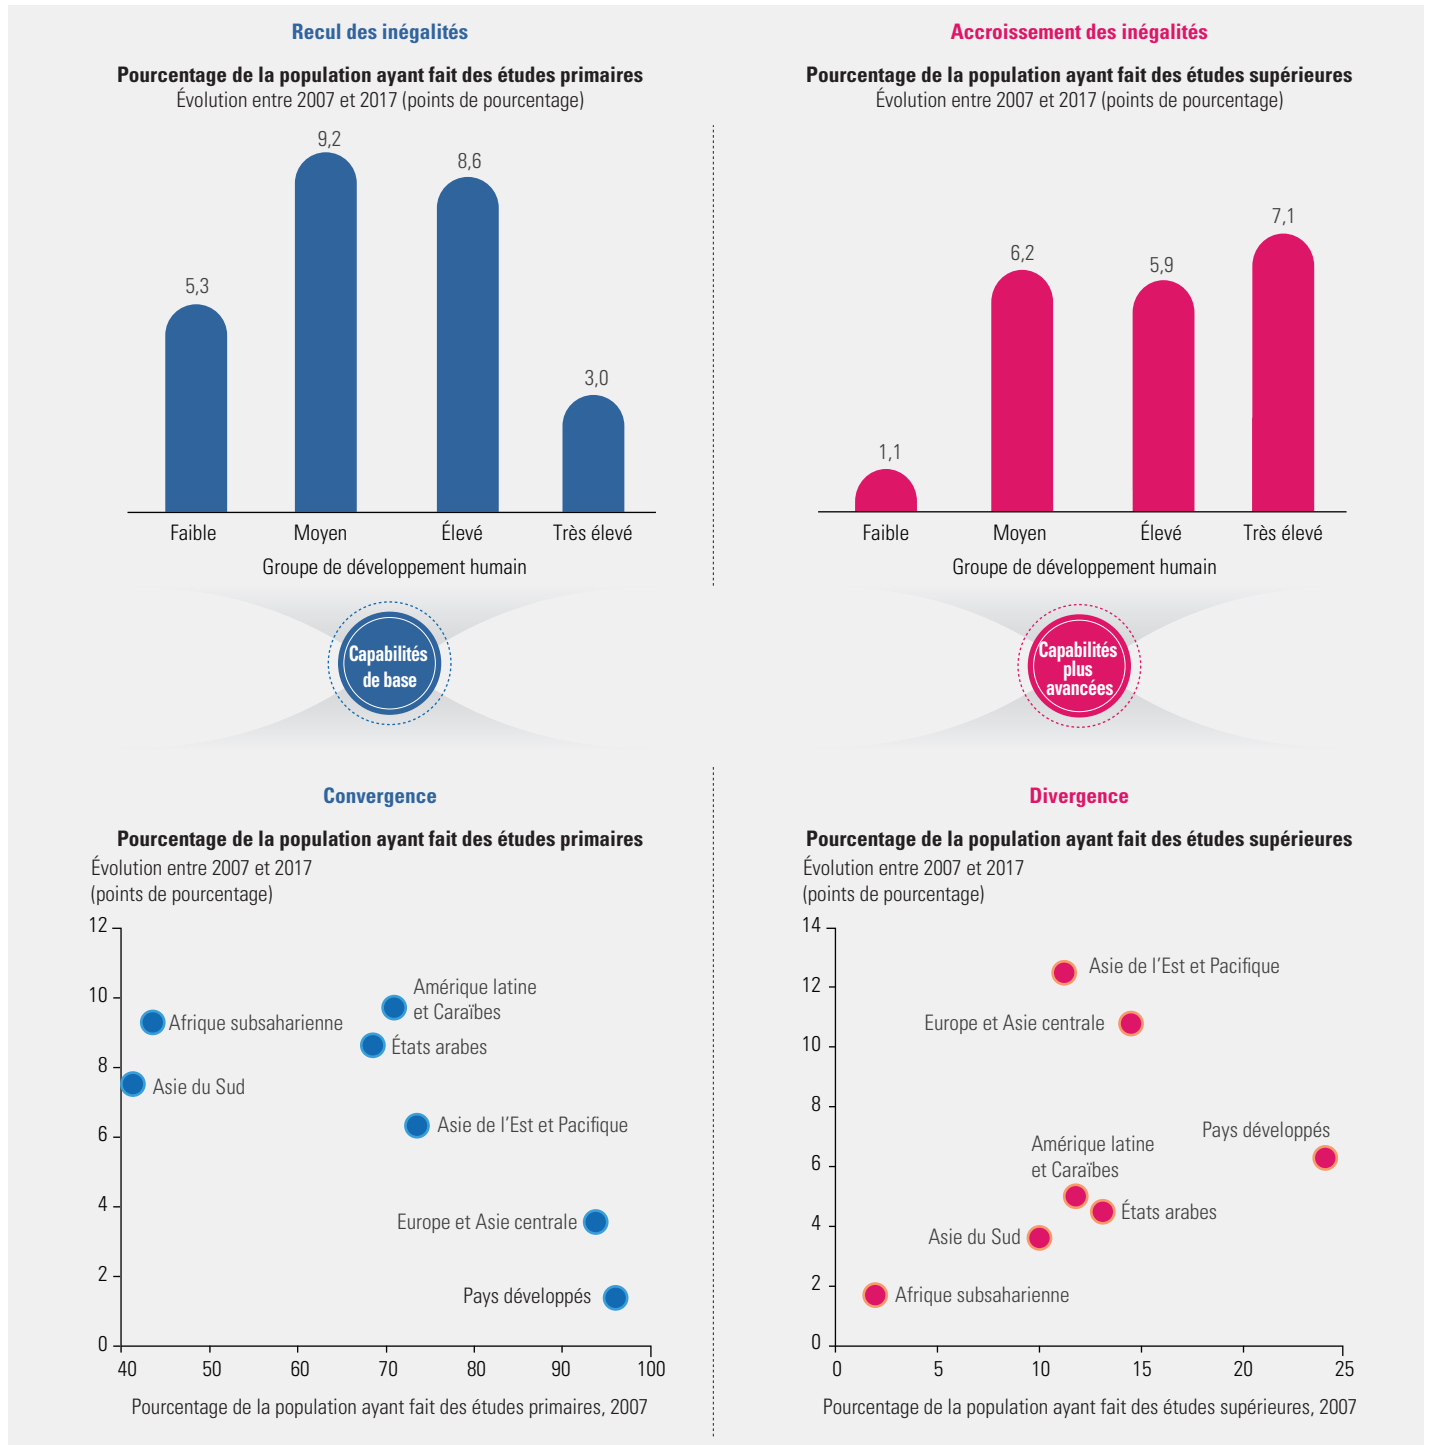 Recul des inégalités
Pourcentage de la population ayant fait des études primaires
Évolution entre 2007 et 2017 (points de pourcentage)
9,2
8,6
5,3
3,0
Faible
Moyen
Élevé
Très élevé
Groupe de développement humain
Accroissement des inégalités
Pourcentage de la population ayant fait des études supérieures
Évolution entre 2007 et 2017 (points de pourcentage)
7,1
6,2
5,9
1,1
Faible
Moyen
Élevé
Très élevé
Groupe de développement humain
Capabilités
de base
Capabilités
plus
avancées
Convergence
Pourcentage de la population ayant fait des études primaires
Évolution entre 2007 et 2017
(points de pourcentage)
12
10
8
6
4
2
0
Amérique latine
et Caraïbes
Afrique subsaharienne
États arabes
Asie du Sud
Asie de l'Est et Pacifique
Europe et Asie centrale
Pays développés
40
50
60
70
80
90
100
Pourcentage de la population ayant fait des études primaires, 2007
Divergence
Pourcentage de la population ayant fait des études supérieures
Évolution entre 2007 et 2017
(points de pourcentage)
14
12
10
8
6
4
2
0
Asie de l'Est et Pacifique
Europe et Asie centrale
Pays développés
Amérique latine
et Caraïbes
États arabes
Asie du Sud
Afrique subsaharienne
0
5
10
15
20
25
Pourcentage de la population ayant fait des études supérieures, 2007